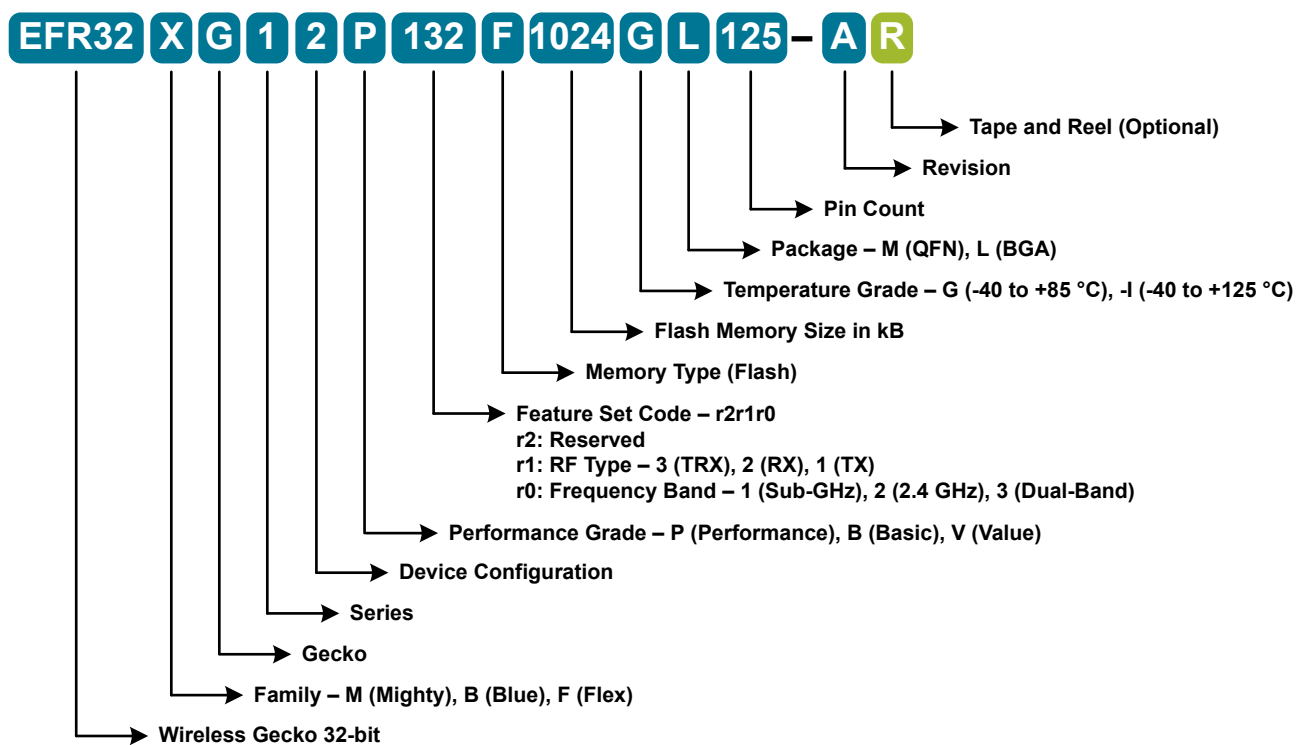 EFR32 X G 1 2 P 132 F 1024 G L 125 – A R
Tape and Reel (Optional)
Revision
Pin Count
Package – M (QFN), L (BGA)
Temperature Grade – G (-40 to +85 °C), -I (-40 to +125 °C)
Flash Memory Size in kB
Memory Type (Flash)
Feature Set Code – r2r1r0
r2: Reserved
r1: RF Type – 3 (TRX), 2 (RX), 1 (TX)
r0: Frequency Band – 1 (Sub-GHz), 2 (2.4 GHz), 3 (Dual-Band)
Performance Grade – P (Performance), B (Basic), V (Value)
Device Configuration
Series
Gecko
Family – M (Mighty), B (Blue), F (Flex)
Wireless Gecko 32-bit